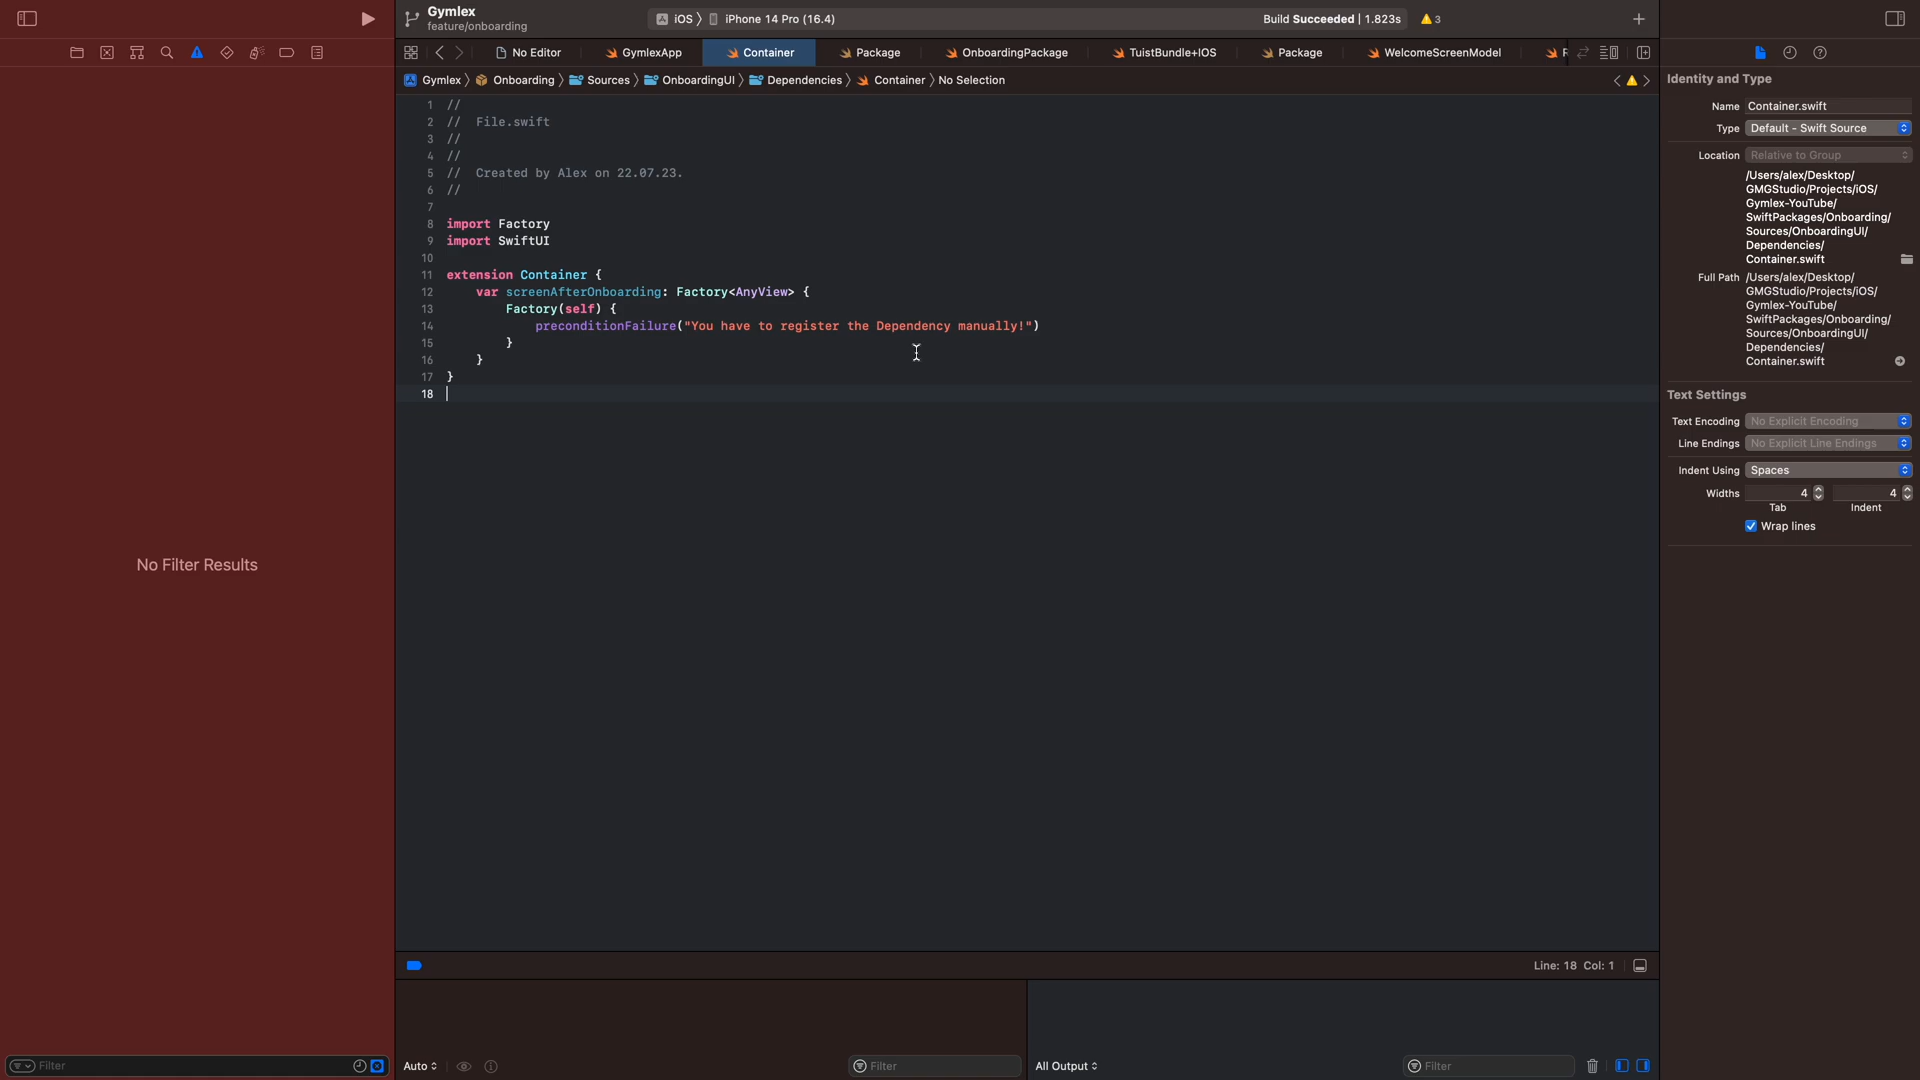 Gymlex
feature/onboarding
iOS
iPhone 14 Pro (16.4)
Build Succeeded | 1.823s
3
No Editor
GymlexApp
Container
Package
OnboardingPackage
TuistBundle+IOS
Package
WelcomeScreenModel
Gymlex
Onboarding
Sources
OnboardingUI
Dependencies
Container
No Selection
1 //
2 //  File.swift
3 //
4 //
5 //  Created by Alex on 22.07.23.
6 //
7
8 import Factory
9 import SwiftUI
10
11 extension Container {
12     var screenAfterOnboarding: Factory<AnyView> {
13         Factory(self) {
14             preconditionFailure("You have to register the Dependency manually!")
15         }
16     }
17 }
18
No Filter Results
Filter
Line: 18  Col: 1
Auto
Filter
All Output
Filter
Identity and Type
Name Container.swift
Type Default - Swift Source
Location Relative to Group
/Users/alex/Desktop/
GMGStudio/Projects/iOS/
Gymlex-YouTube/
SwiftPackages/Onboarding/
Sources/OnboardingUI/
Dependencies/
Container.swift
Full Path /Users/alex/Desktop/
GMGStudio/Projects/iOS/
Gymlex-YouTube/
SwiftPackages/Onboarding/
Sources/OnboardingUI/
Dependencies/
Container.swift
Text Settings
Text Encoding No Explicit Encoding
Line Endings No Explicit Line Endings
Indent Using Spaces
Widths 4 4
Tab Indent
Wrap lines